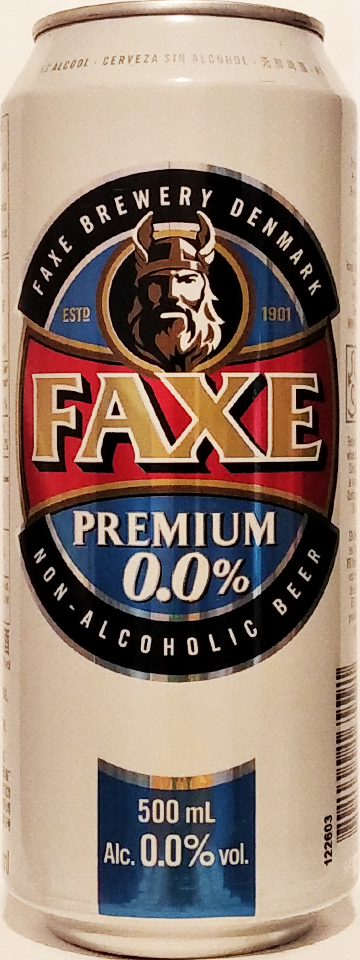 ALCOOL · CERVEZA SIN ALCOHOL ·
FAXE BREWERY DENMARK
ESTD 1901
FAXE
PREMIUM
0.0%
NON-ALCOHOLIC BEER
500 mL
Alc. 0.0% vol.
122603